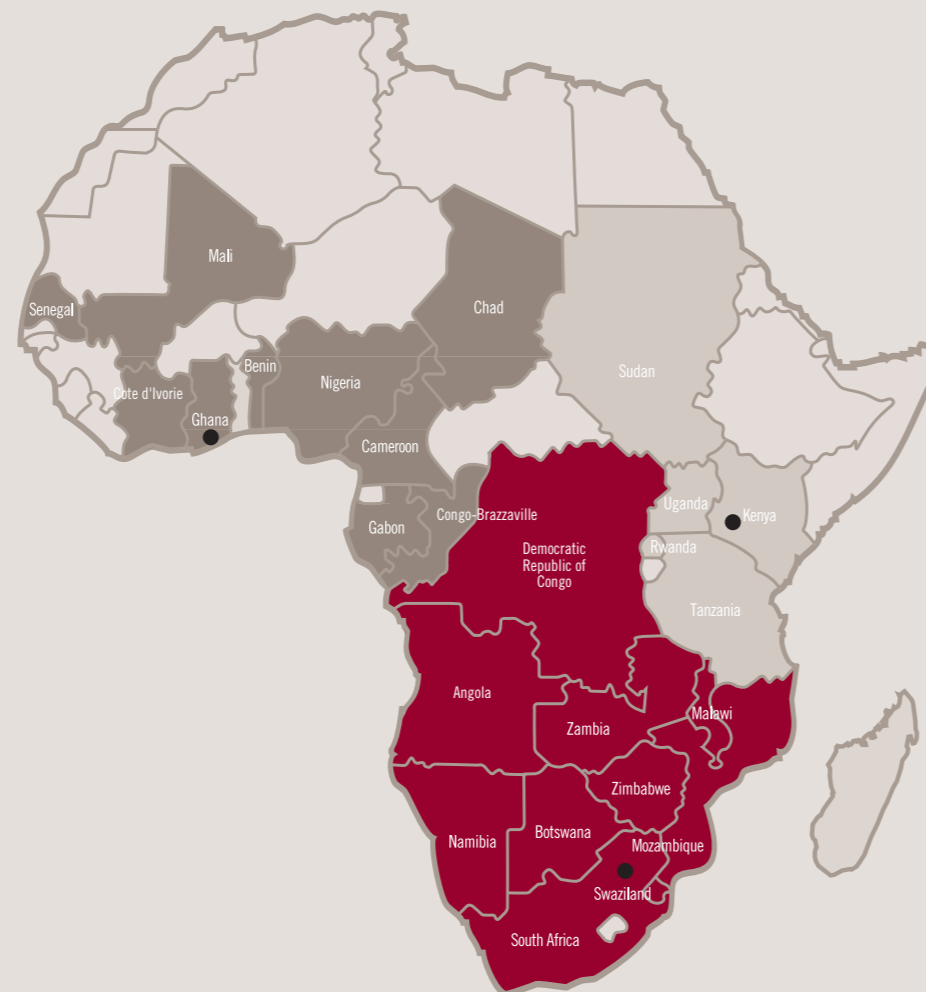 Mali
Senegal
Chad
Benin
Nigeria
Sudan
Cote d'Ivorie
Ghana
Cameroon
Uganda
Kenya
Congo-Brazzaville
Gabon
Rwanda
Democratic
Republic of
Congo
Tanzania
Angola
Malawi
Zambia
Zimbabwe
Botswana
Namibia
Mozambique
Swaziland
South Africa